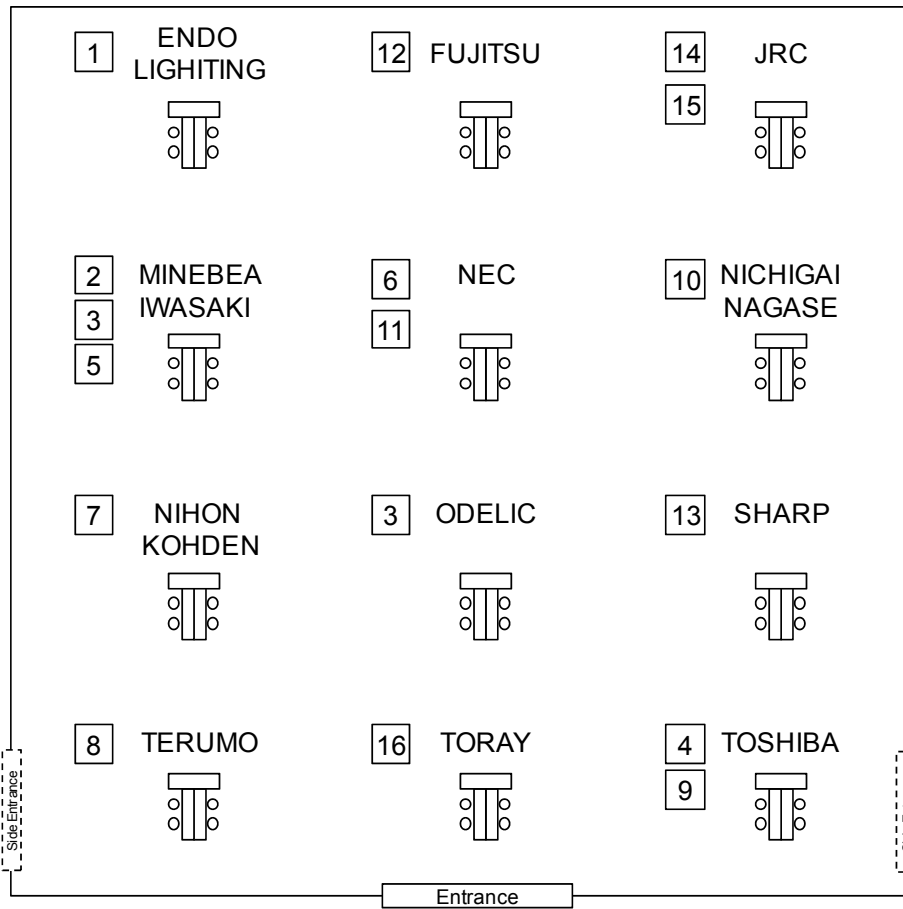 1 ENDO LIGHITING
12 FUJITSU
14 JRC
15
2 MINEBEA IWASAKI
3
5
6 NEC
11
10 NICHIGAI NAGASE
7 NIHON KOHDEN
3 ODELIC
13 SHARP
8 TERUMO
16 TORAY
4 TOSHIBA
9
Side Entrance
Entrance